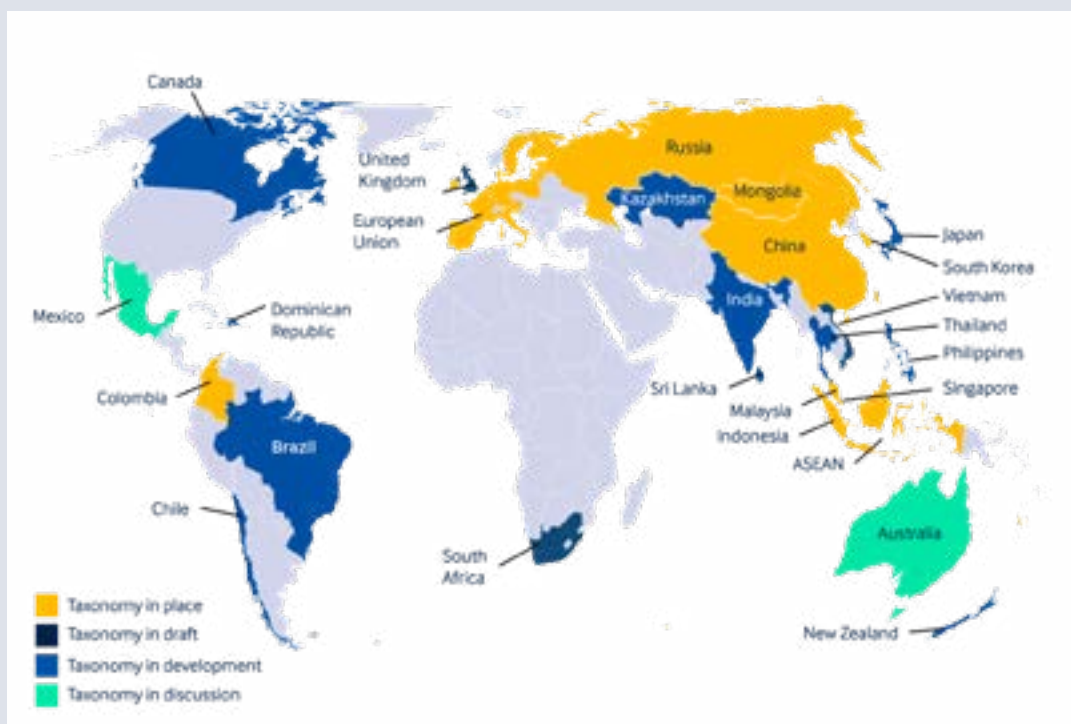 Canada
United
Kingdom
European
Union
Russia
Kazakhstan
Mongolia
China
Japan
South Korea
Vietnam
Thailand
Philippines
Singapore
India
Sri Lanka
Malaysia
Indonesia
ASEAN
Mexico
Dominican
Republic
Colombia
Brazil
Chile
South
Africa
Australia
New Zealand
Taxonomy in place
Taxonomy in draft
Taxonomy in development
Taxonomy in discussion